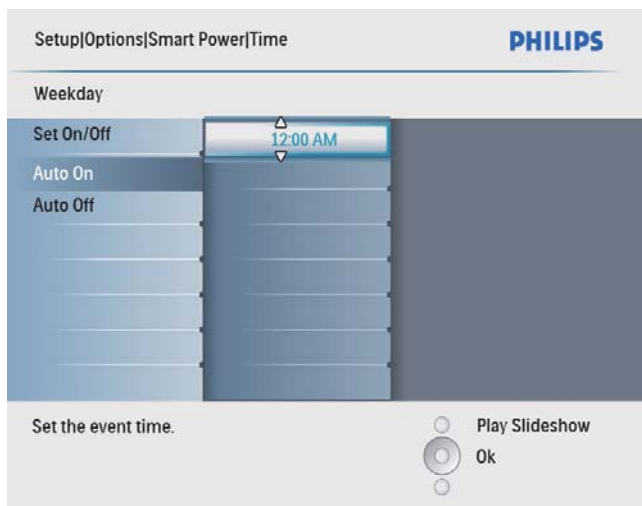 Setup|Options|Smart Power|Time
PHILIPS
Weekday
Set On/Off
12:00 AM
Auto On
Auto Off
Set the event time.
Play Slideshow
Ok